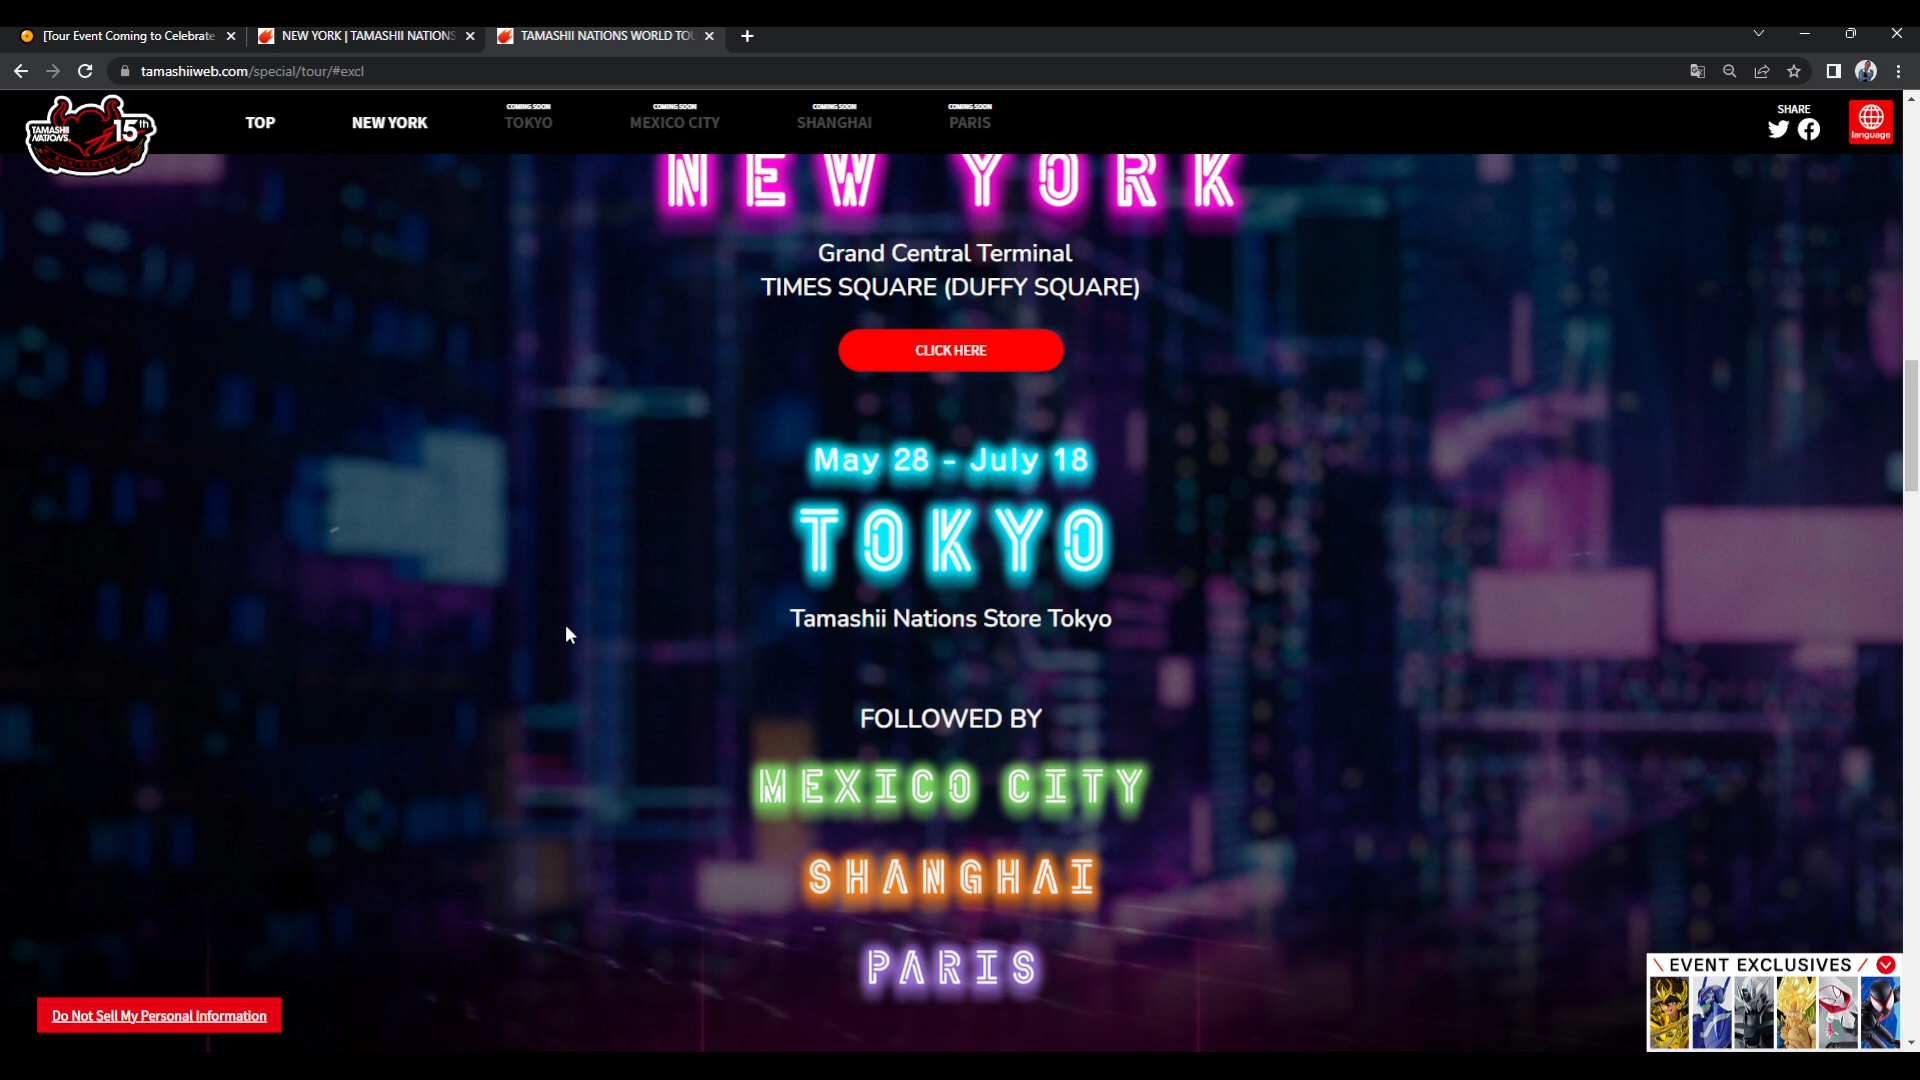 [Tour Event Coming to Celebrate
NEW YORK | TAMASHII NATIONS
TAMASHII NATIONS WORLD TOU
tamashiiweb.com/special/tour/#excl
TAMASHII NATIONS 15th
ANNIVERSARY
TOP
NEW YORK
COMING SOON
TOKYO
COMING SOON
MEXICO CITY
COMING SOON
SHANGHAI
COMING SOON
PARIS
SHARE
language
NEW YORK
Grand Central Terminal
TIMES SQUARE (DUFFY SQUARE)
CLICK HERE
May 28 - July 18
TOKYO
Tamashii Nations Store Tokyo
FOLLOWED BY
MEXICO CITY
SHANGHAI
PARIS
\ EVENT EXCLUSIVES /
Do Not Sell My Personal Information